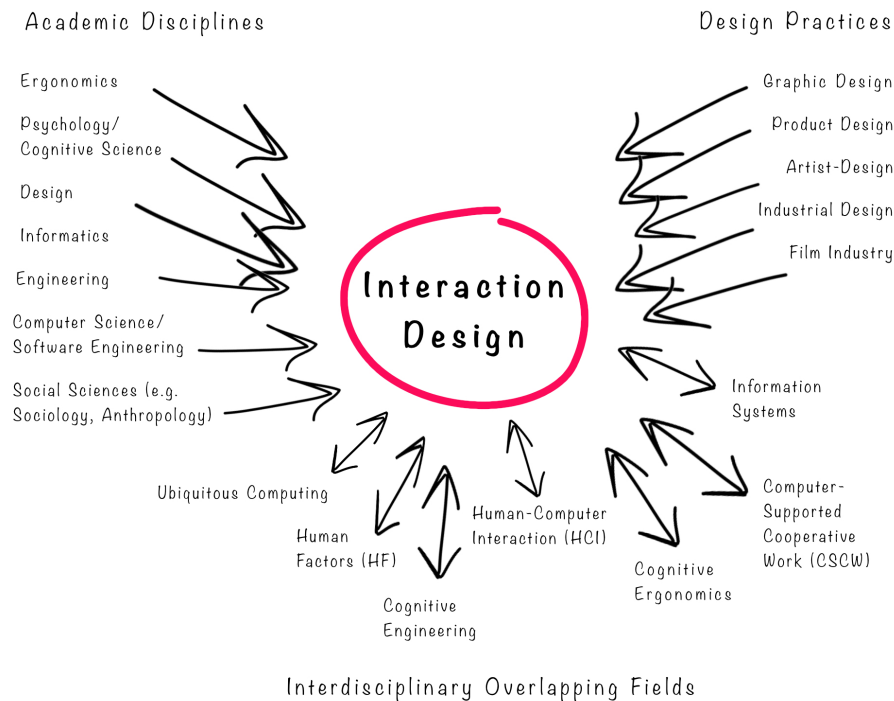 Academic Disciplines
Design Practices
Ergonomics
Psychology/
Cognitive Science
Design
Informatics
Engineering
Computer Science/
Software Engineering
Social Sciences (e.g.
Sociology, Anthropology)
Graphic Design
Product Design
Artist-Design
Industrial Design
Film Industry
Interaction
Design
Information
Systems
Ubiquitous Computing
Human
Factors (HF)
Cognitive
Engineering
Human-Computer
Interaction (HCI)
Cognitive
Ergonomics
Computer-
Supported
Cooperative
Work (CSCW)
Interdisciplinary Overlapping Fields